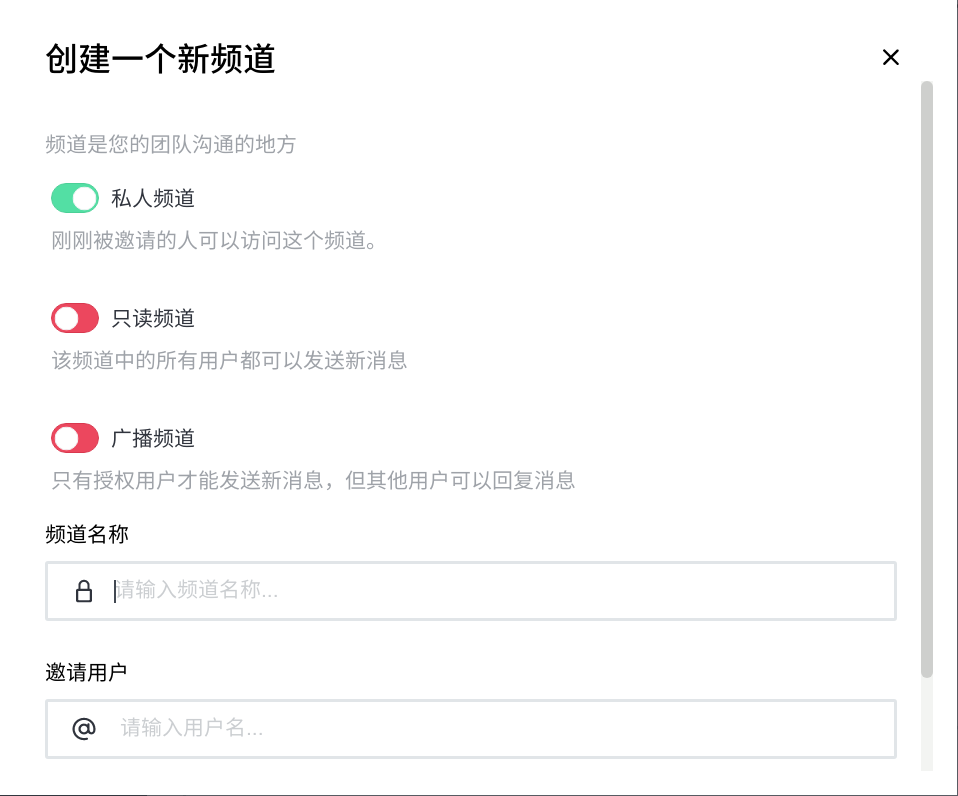 创建一个新频道
频道是您的团队沟通的地方
私人频道
刚刚被邀请的人可以访问这个频道。
只读频道
该频道中的所有用户都可以发送新消息
广播频道
只有授权用户才能发送新消息，但其他用户可以回复消息
频道名称
请输入频道名称...
邀请用户
@ 请输入用户名...